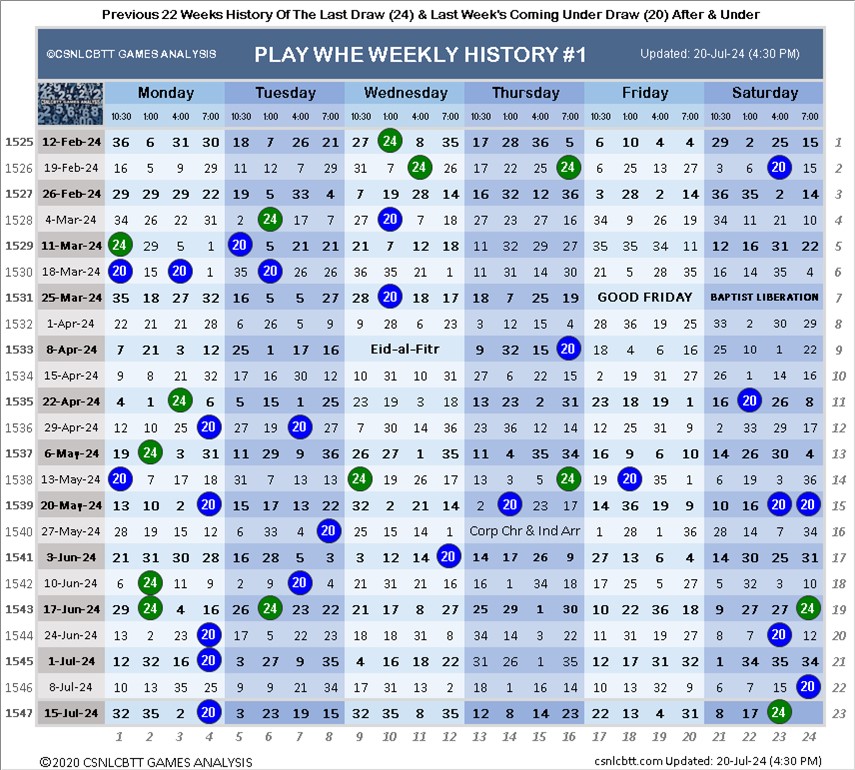 Previous 22 Weeks History Of The Last Draw (24) & Last Week's Coming Under Draw (20) After & Under
©CSNLCBTT GAMES ANALYSIS PLAY WHE WEEKLY HISTORY #1 Updated: 20-Jul-24 (4:30 PM)
CSNLCBTT GAMES ANALYSIS Monday Tuesday Wednesday Thursday Friday Saturday
10:30 1:00 4:00 7:00 10:30 1:00 4:00 7:00 10:30 1:00 4:00 7:00 10:30 1:00 4:00 7:00 10:30 1:00 4:00 7:00 10:30 1:00 4:00 7:00
1525 12-Feb-24 36 6 31 30 18 7 26 21 27 24 8 35 17 28 36 5 6 10 4 4 29 2 25 15 1
1526 19-Feb-24 16 5 9 29 11 12 7 29 31 7 24 26 17 22 25 24 6 25 13 27 3 6 20 15 2
1527 26-Feb-24 29 29 29 22 19 5 33 4 7 19 28 14 16 32 12 36 3 28 2 14 36 35 2 14 3
1528 4-Mar-24 34 26 22 31 2 24 17 7 27 20 7 18 27 23 27 16 34 9 26 19 34 11 21 10 4
1529 11-Mar-24 24 29 5 1 20 5 21 21 21 7 12 18 11 32 29 27 35 35 34 11 12 16 31 22 5
1530 18-Mar-24 20 15 20 1 35 20 26 26 36 35 21 1 11 31 14 30 21 5 28 35 16 14 35 4 6
1531 25-Mar-24 35 18 27 32 16 5 5 27 28 20 18 17 18 7 25 19 GOOD FRIDAY BAPTIST LIBERATION 7
1532 1-Apr-24 22 21 21 28 6 26 5 9 9 28 6 23 3 12 15 4 28 36 19 25 33 2 30 29 8
1533 8-Apr-24 7 21 3 12 25 1 17 16 Eid-al-Fitr 9 32 15 20 18 4 6 16 25 10 1 22 9
1534 15-Apr-24 9 8 21 32 17 16 30 12 10 31 10 31 27 6 22 15 2 19 31 27 26 1 14 16 10
1535 22-Apr-24 4 1 24 6 5 15 1 25 23 19 3 18 13 23 2 31 23 18 19 1 16 20 26 8 11
1536 29-Apr-24 12 10 25 20 27 19 20 27 7 30 14 36 23 36 12 14 12 25 31 9 2 33 29 17 12
1537 6-May-24 19 24 3 31 11 29 9 36 26 27 1 35 11 4 35 34 16 9 6 10 14 26 30 4 13
1538 13-May-24 20 7 17 18 31 7 13 13 24 19 26 13 13 3 5 24 18 20 35 1 6 19 3 36 14
1539 20-May-24 13 10 2 20 15 17 13 22 32 2 21 14 2 20 23 17 14 36 19 9 10 16 20 20 15
1540 27-May-24 28 19 15 12 6 33 4 20 25 15 14 1 Corp Chr & Ind Arr 1 28 1 36 28 14 7 34 16
1541 3-Jun-24 21 31 30 28 16 28 5 3 3 12 14 20 14 17 26 9 27 13 6 4 14 30 25 31 17
1542 10-Jun-24 6 24 11 9 2 9 20 4 21 31 21 16 16 1 34 18 17 25 5 27 5 32 3 10 18
1543 17-Jun-24 29 24 4 16 26 24 23 22 21 17 8 27 25 29 1 30 10 22 36 18 9 27 27 24 19
1544 24-Jun-24 13 2 23 20 17 5 22 23 18 18 31 8 34 14 3 22 11 31 19 27 8 7 20 12 20
1545 1-Jul-24 12 32 16 20 3 27 9 35 4 16 18 22 31 26 1 35 12 17 31 32 1 34 35 34 21
1546 8-Jul-24 10 13 35 25 9 9 21 34 17 31 13 2 18 1 16 14 10 13 32 9 6 7 15 20 22
1547 15-Jul-24 32 35 2 20 3 23 19 15 32 35 8 35 12 8 14 23 22 13 4 31 8 17 24 23
1 2 3 4 5 6 7 8 9 10 11 12 13 14 15 16 17 18 19 20 21 22 23 24
©2020 CSNLCBTT GAMES ANALYSIS csnlcbtt.com Updated: 20-Jul-24 (4:30 PM)